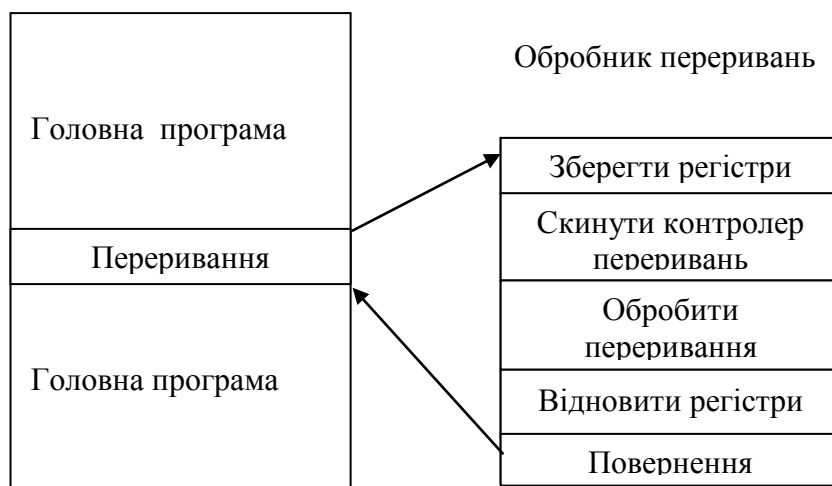 Головна програма
Переривання
Головна програма
Обробник переривань
Зберегти регістри
Скинути контролер
переривань
Обробити
переривання
Відновити регістри
Повернення